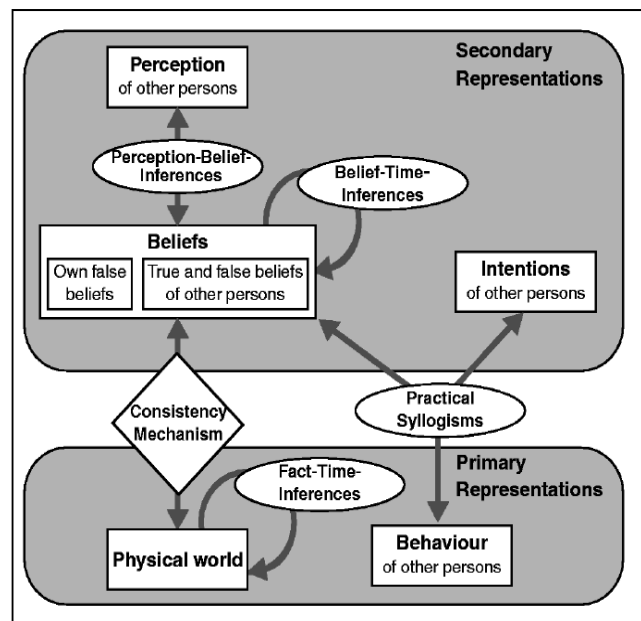 Secondary
Representations
Perception
of other persons
Perception-Belief-
Inferences
Belief-Time-
Inferences
Beliefs
Own false
beliefs
True and false beliefs
of other persons
Intentions
of other persons
Consistency
Mechanism
Practical
Syllogisms
Primary
Representations
Fact-Time-
Inferences
Physical world
Behaviour
of other persons